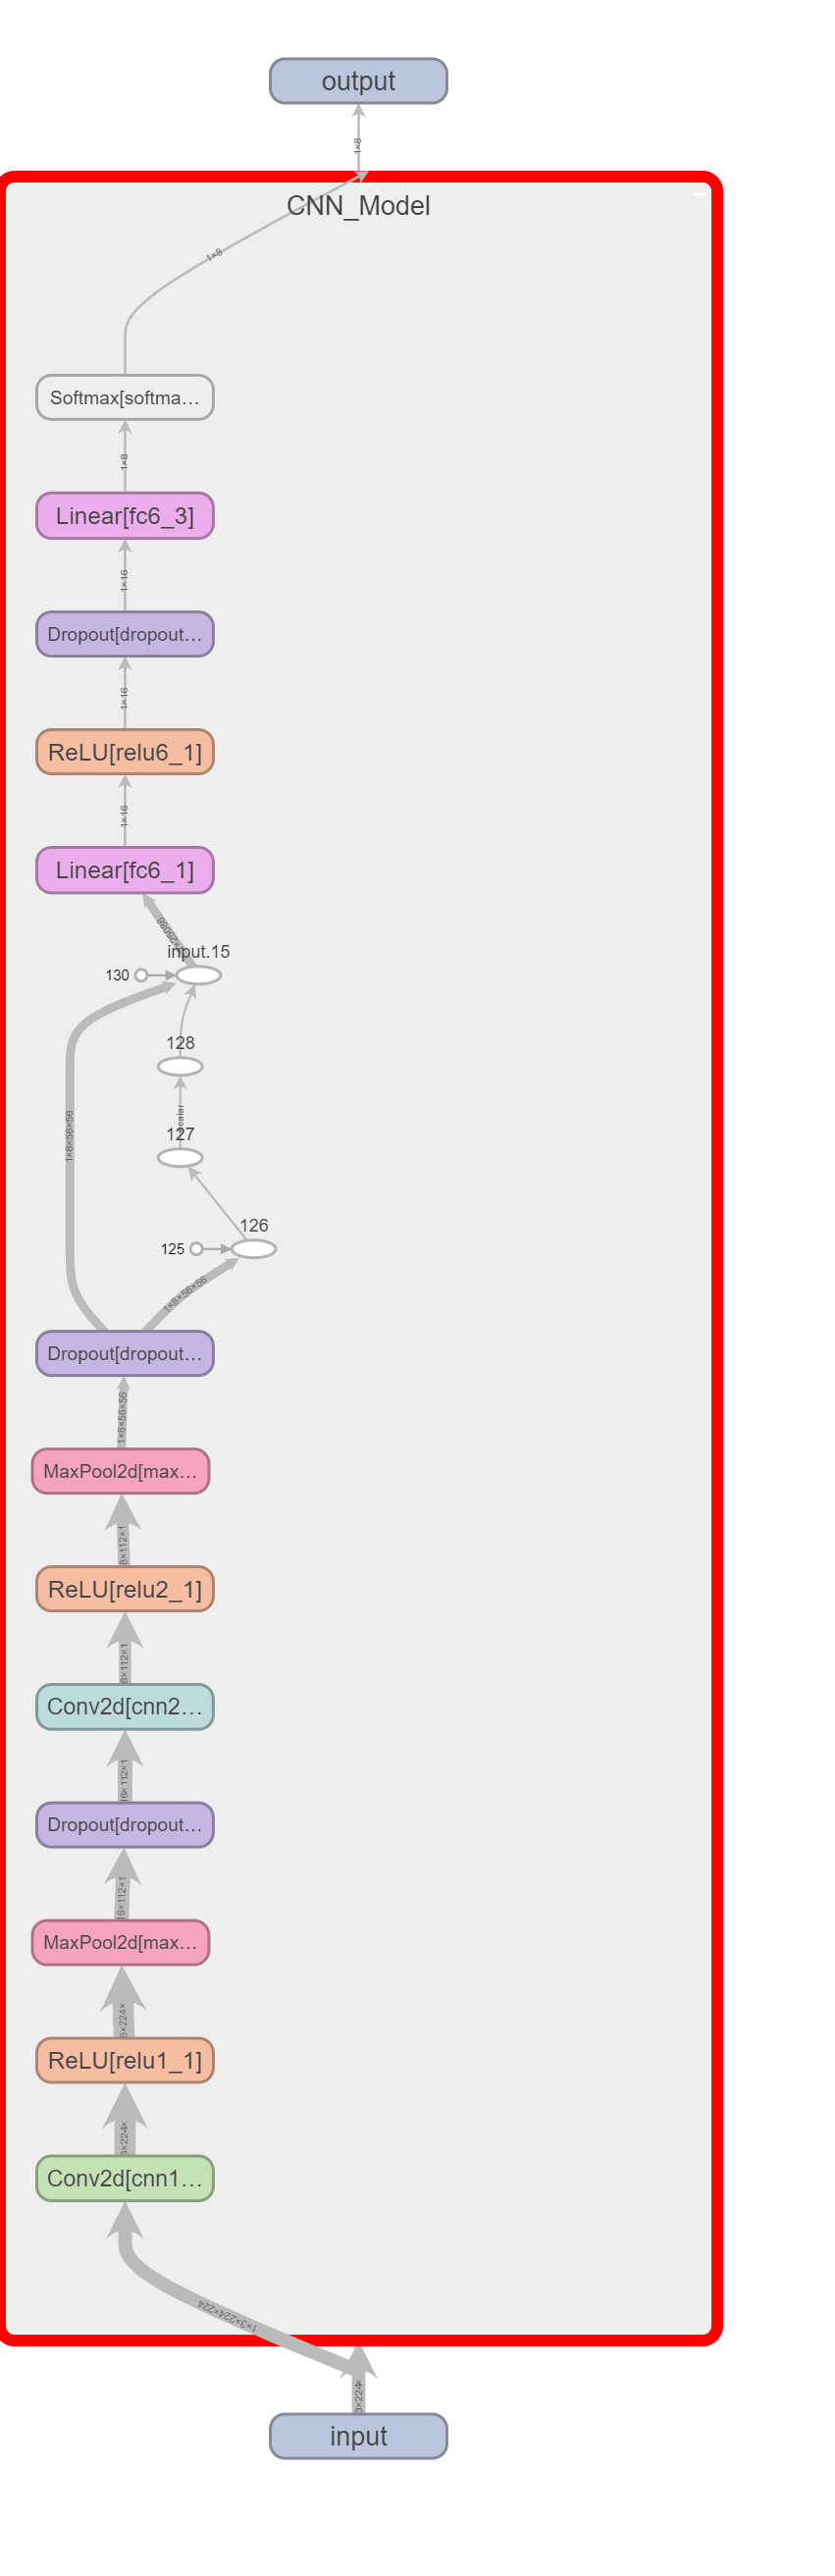 output
1×8
CNN_Model
1×8
Softmax[softma…
1×8
Linear[fc6_3]
1×16
Dropout[dropout…
1×16
ReLU[relu6_1]
1×16
Linear[fc6_1]
×25088
input.15
130
128
1×8×56×56
scalar
127
126
125
1×8×56×56
Dropout[dropout…
1×8×56×56
MaxPool2d[max…
8×112×1
ReLU[relu2_1]
8×112×1
Conv2d[cnn2…
16×112×1
Dropout[dropout…
16×112×1
MaxPool2d[max…
6×224×
ReLU[relu1_1]
6×224×
Conv2d[cnn1…
1×3×224×224
3×224×
input